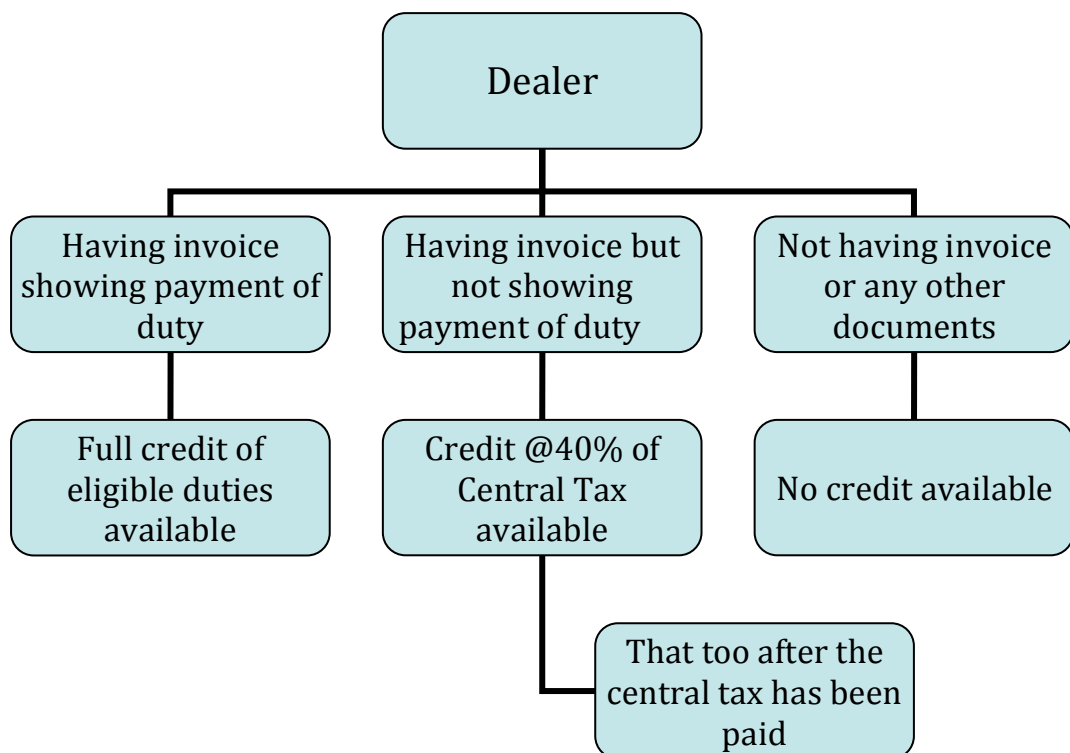 Dealer
Having invoice
showing payment of
duty
Having invoice but
not showing
payment of duty
Not having invoice
or any other
documents
Full credit of
eligible duties
available
Credit @40% of
Central Tax
available
No credit available
That too after the
central tax has been
paid